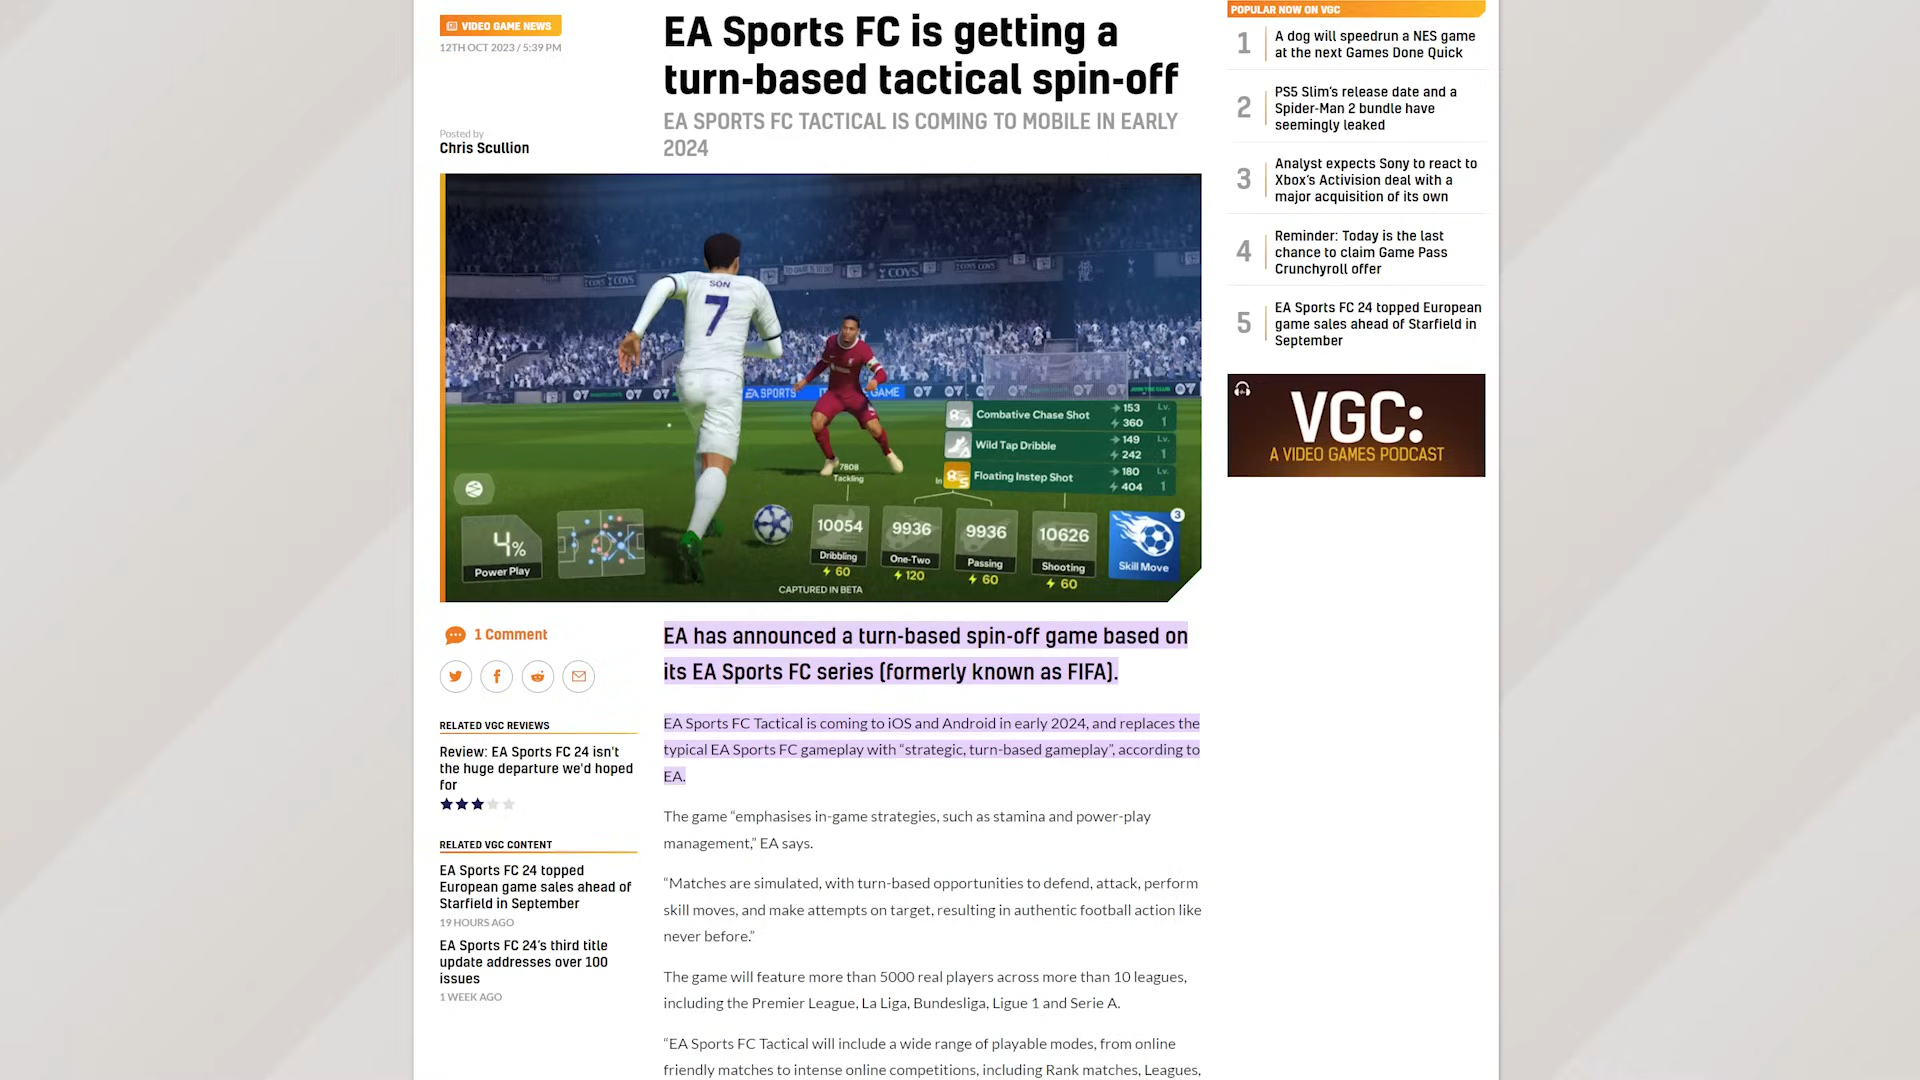 VIDEO GAME NEWS
12TH OCT 2023 / 5:39 PM
Posted by
Chris Scullion
EA Sports FC is getting a
turn-based tactical spin-off
EA SPORTS FC TACTICAL IS COMING TO MOBILE IN EARLY
2024
COYS
SON
7
EA SPORTS
GAME
Combative Chase Shot
153
360
Lv.
1
Wild Tap Dribble
149
242
Lv.
1
Floating Instep Shot
180
404
Lv.
1
7808
Tackling
4%
Power Play
10054
Dribbling
60
9936
One-Two
120
9936
Passing
60
10626
Shooting
60
3
Skill Move
CAPTURED IN BETA
1 Comment
RELATED VGC REVIEWS
Review: EA Sports FC 24 isn't
the huge departure we'd hoped
for
RELATED VGC CONTENT
EA Sports FC 24 topped
European game sales ahead of
Starfield in September
19 HOURS AGO
EA Sports FC 24's third title
update addresses over 100
issues
1 WEEK AGO
EA has announced a turn-based spin-off game based on
its EA Sports FC series (formerly known as FIFA).
EA Sports FC Tactical is coming to iOS and Android in early 2024, and replaces the
typical EA Sports FC gameplay with “strategic, turn-based gameplay”, according to
EA.
The game “emphasises in-game strategies, such as stamina and power-play
management,” EA says.
“Matches are simulated, with turn-based opportunities to defend, attack, perform
skill moves, and make attempts on target, resulting in authentic football action like
never before.”
The game will feature more than 5000 real players across more than 10 leagues,
including the Premier League, La Liga, Bundesliga, Ligue 1 and Serie A.
“EA Sports FC Tactical will include a wide range of playable modes, from online
friendly matches to intense online competitions, including Rank matches, Leagues,
POPULAR NOW ON VGC
1
A dog will speedrun a NES game
at the next Games Done Quick
2
PS5 Slim's release date and a
Spider-Man 2 bundle have
seemingly leaked
3
Analyst expects Sony to react to
Xbox's Activision deal with a
major acquisition of its own
4
Reminder: Today is the last
chance to claim Game Pass
Crunchyroll offer
5
EA Sports FC 24 topped European
game sales ahead of Starfield in
September
VGC:
A VIDEO GAMES PODCAST